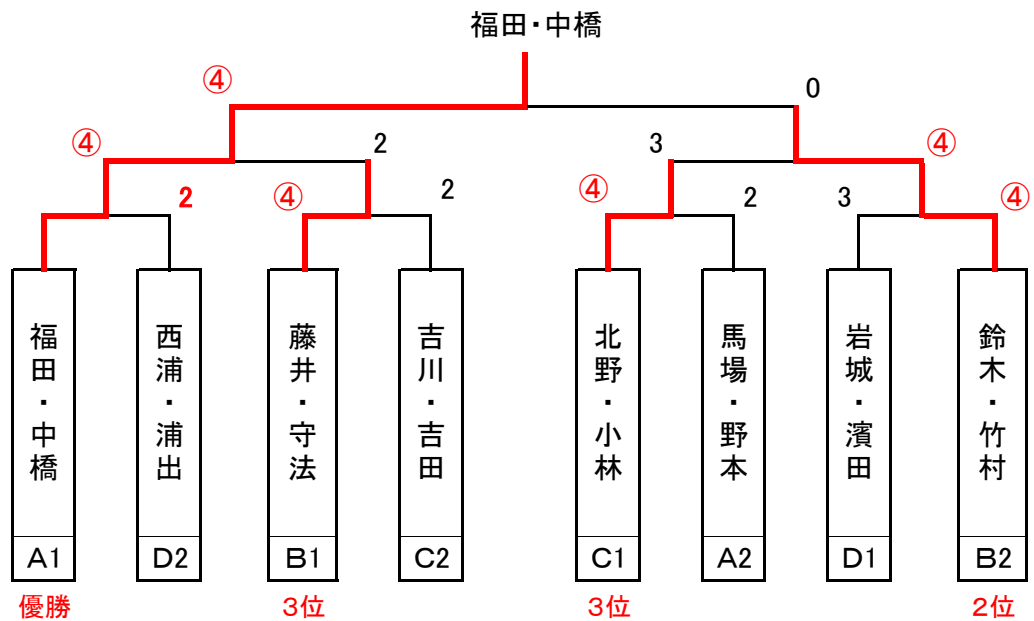 福田・中橋
④ 0
④ 2 3 ④
2 ④ 2 ④ 2 3 ④
福田・中橋
西浦・浦出
藤井・守法
吉川・吉田
北野・小林
馬場・野本
岩城・濱田
鈴木・竹村
A1 D2 B1 C2 C1 A2 D1 B2
優勝 3位 3位 2位